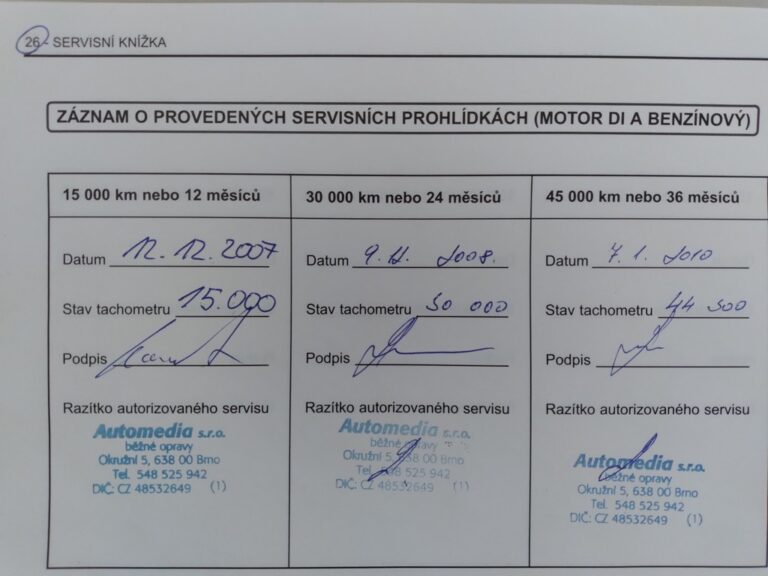 26 - SERVISNÍ KNÍŽKA
ZÁZNAM O PROVEDENÝCH SERVISNÍCH PROHLÍDKÁCH (MOTOR DI A BENZÍNOVÝ)
15 000 km nebo 12 měsíců
Datum 12. 12. 2007
Stav tachometru 15.000
Podpis
Razítko autorizovaného servisu
Automedia s.r.o.
běžné opravy
Okružní 5, 638 00 Brno
Tel. 548 525 942
DIČ: CZ 48532649 (1)
30 000 km nebo 24 měsíců
Datum 9. 2008.
Stav tachometru 30 000
Podpis
Razítko autorizovaného servisu
Automedia s.r.o.
běžné opravy
Okružní 5, 638 00 Brno
Tel. 548 525 942
DIČ: CZ 48532649 (1)
45 000 km nebo 36 měsíců
Datum 7. 1. 2010
Stav tachometru 44 300
Podpis
Razítko autorizovaného servisu
Automedia s.r.o.
běžné opravy
Okružní 5, 638 00 Brno
Tel. 548 525 942
DIČ: CZ 48532649 (1)